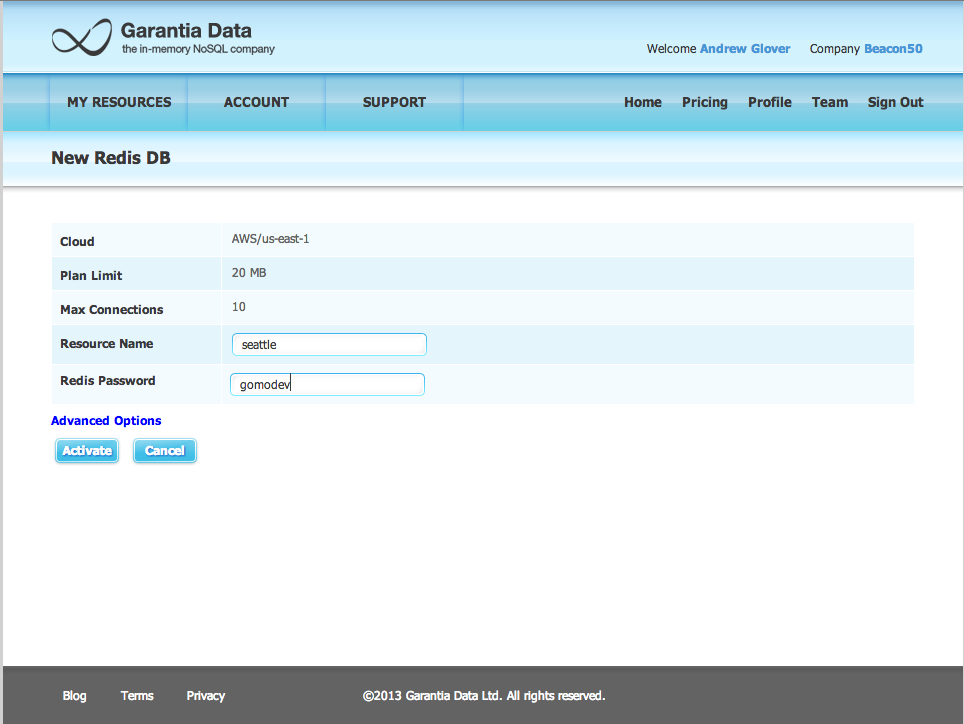 Garantia Data
the in-memory NoSQL company
Welcome Andrew Glover Company Beacon50
MY RESOURCES ACCOUNT SUPPORT Home Pricing Profile Team Sign Out
New Redis DB
Cloud AWS/us-east-1
Plan Limit 20 MB
Max Connections 10
Resource Name seattle
Redis Password gomodev
Advanced Options
Activate Cancel
Blog Terms Privacy ©2013 Garantia Data Ltd. All rights reserved.